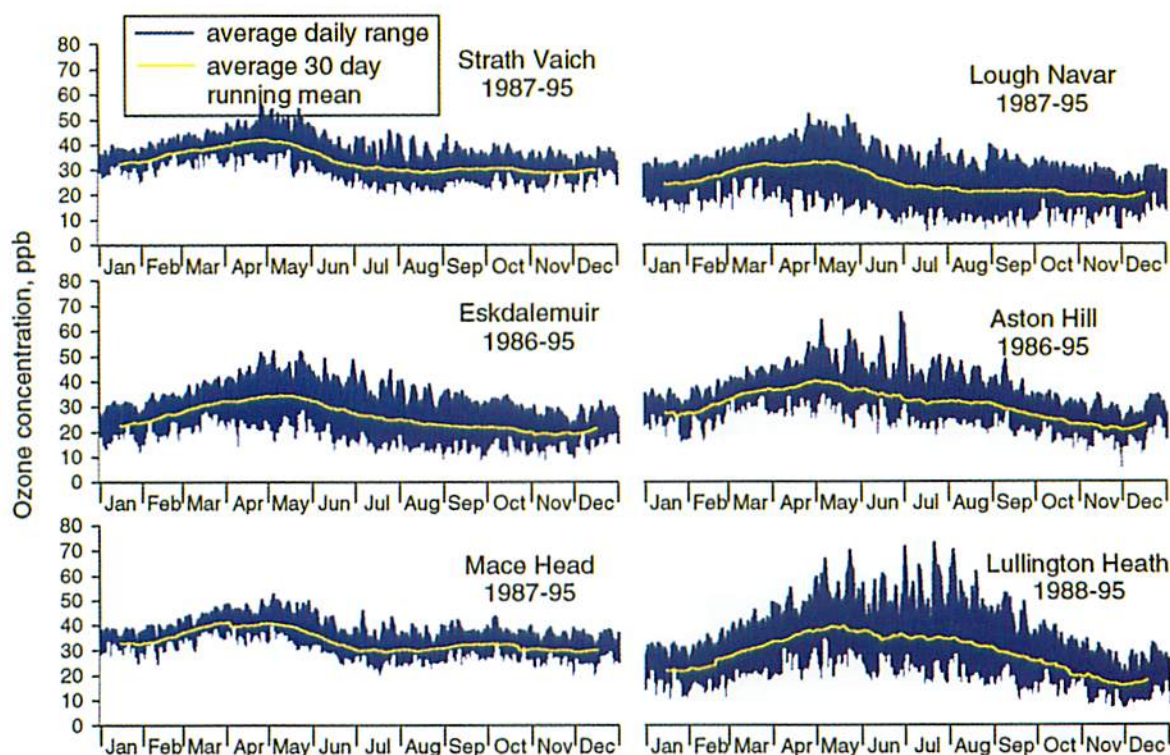 Ozone concentration, ppb
average daily range
average 30 day
running mean
Strath Vaich
1987-95
80
70
60
50
40
30
20
10
0
Jan Feb Mar Apr May Jun Jul Aug Sep Oct Nov Dec
Lough Navar
1987-95
Jan Feb Mar Apr May Jun Jul Aug Sep Oct Nov Dec
Eskdalemuir
1986-95
80
70
60
50
40
30
20
10
0
Jan Feb Mar Apr May Jun Jul Aug Sep Oct Nov Dec
Aston Hill
1986-95
Jan Feb Mar Apr May Jun Jul Aug Sep Oct Nov Dec
Mace Head
1987-95
80
70
60
50
40
30
20
10
0
Jan Feb Mar Apr May Jun Jul Aug Sep Oct Nov Dec
Lullington Heath
1988-95
Jan Feb Mar Apr May Jun Jul Aug Sep Oct Nov Dec